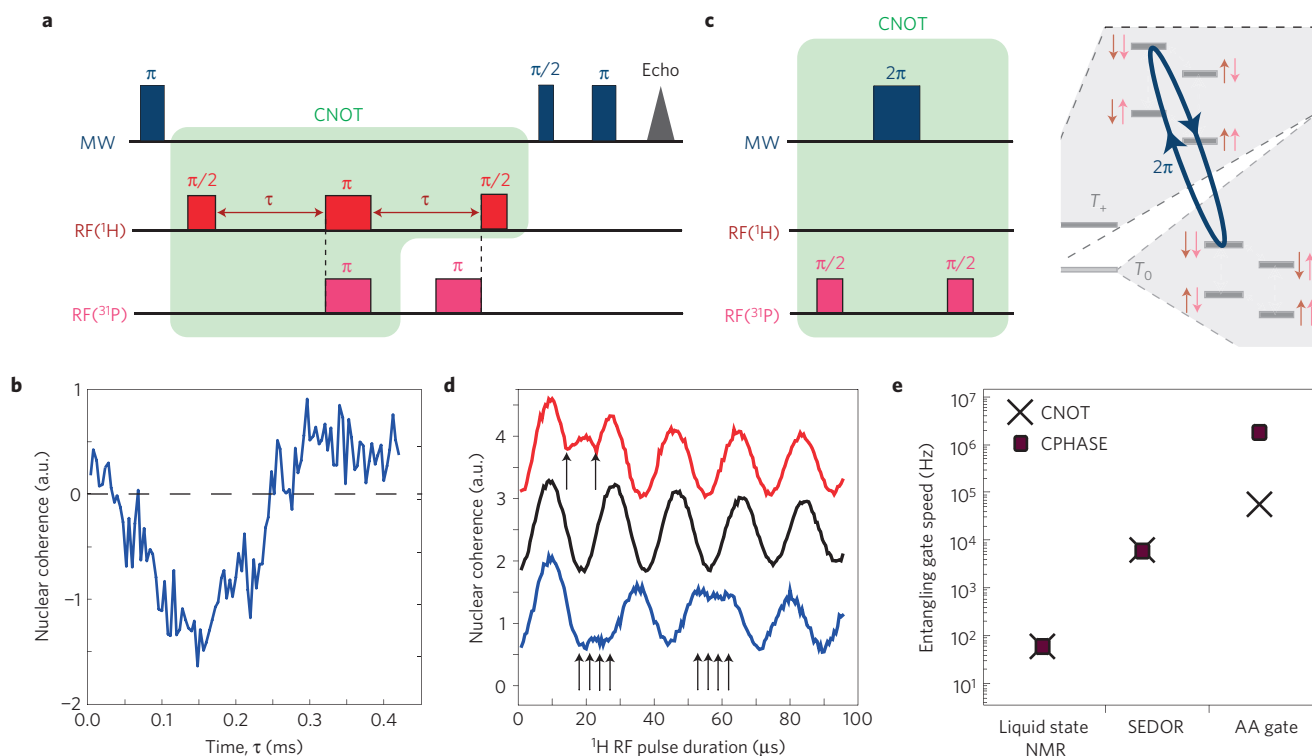 a
π
π/2
π
Echo
CNOT
MW
π/2
τ
π
τ
π/2
RF(¹H)
π
π
RF(³¹P)
c
CNOT
2π
MW
RF(¹H)
π/2
π/2
RF(³¹P)
↓↓
↑↓
↓↑
↑↑
2π
T₊
↓↓
T₀
↓↑
↑↓
↑↑
b
1
0
−1
−2
Nuclear coherence (a.u.)
0.0
0.1
0.2
0.3
0.4
Time, τ (ms)
d
4
3
2
1
0
Nuclear coherence (a.u.)
0
20
40
60
80
100
¹H RF pulse duration (μs)
e
CNOT
CPHASE
10⁷
10⁶
10⁵
10⁴
10³
10²
10¹
Entangling gate speed (Hz)
Liquid state
NMR
SEDOR
AA gate